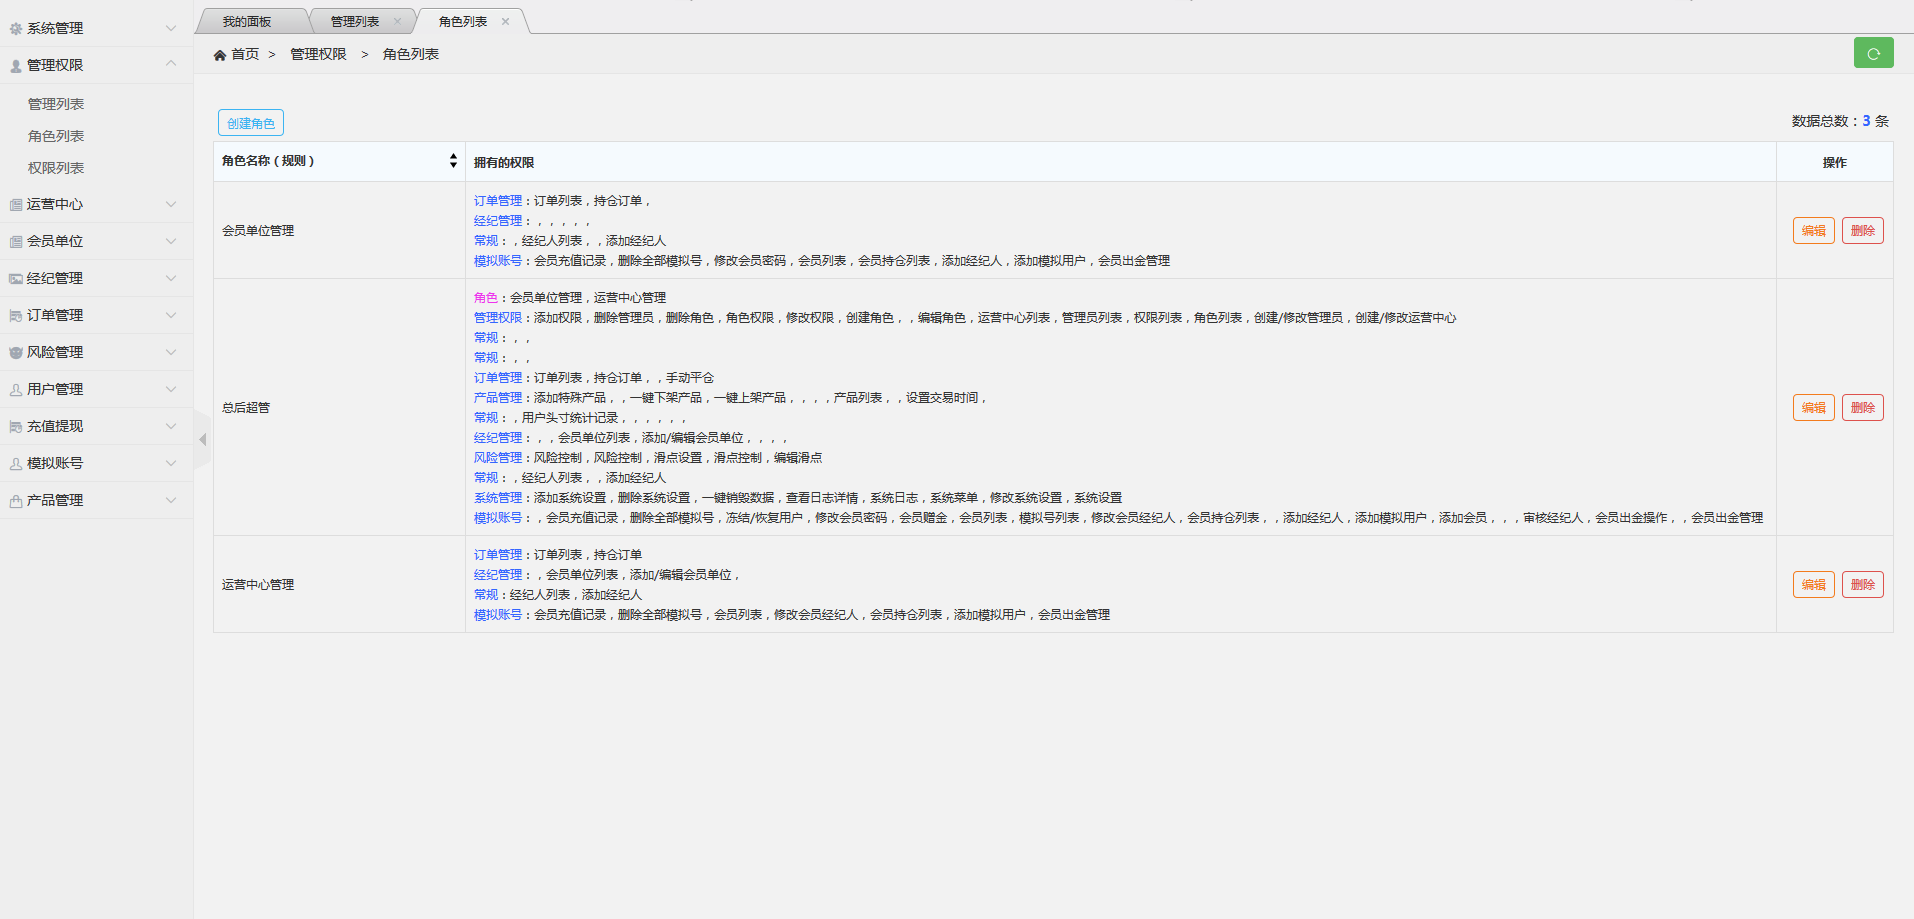 我的面板
管理列表 ×
角色列表 ×
系统管理
管理权限
管理列表
角色列表
权限列表
运营中心
会员单位
经纪管理
订单管理
风险管理
用户管理
充值提现
模拟账号
产品管理
首页 > 管理权限 > 角色列表
创建角色
数据总数：3 条
角色名称（规则） 拥有的权限 操作
会员单位管理
订单管理：订单列表，持仓订单，
经纪管理：，，，，，
常规：，经纪人列表，，添加经纪人
模拟账号：会员充值记录，删除全部模拟号，修改会员密码，会员列表，会员持仓列表，添加经纪人，添加模拟用户，会员出金管理
编辑 删除
总后超管
角色：会员单位管理，运营中心管理
管理权限：添加权限，删除管理员，删除角色，角色权限，修改权限，创建角色，，编辑角色，运营中心列表，管理员列表，权限列表，角色列表，创建/修改管理员，创建/修改运营中心
常规：，，
常规：，，
订单管理：订单列表，持仓订单，，手动平仓
产品管理：添加特殊产品，，一键下架产品，一键上架产品，，，，产品列表，，设置交易时间，
常规：，用户头寸统计记录，，，，，，
经纪管理：，，会员单位列表，添加/编辑会员单位，，，，
风险管理：风险控制，风险控制，滑点设置，滑点控制，编辑滑点
常规：，经纪人列表，，添加经纪人
系统管理：添加系统设置，删除系统设置，一键销毁数据，查看日志详情，系统日志，系统菜单，修改系统设置，系统设置
模拟账号：，会员充值记录，删除全部模拟号，冻结/恢复用户，修改会员密码，会员赠金，会员列表，模拟号列表，修改会员经纪人，会员持仓列表，，添加经纪人，添加模拟用户，添加会员，，，审核经纪人，会员出金操作，，会员出金管理
编辑 删除
运营中心管理
订单管理：订单列表，持仓订单
经纪管理：，会员单位列表，添加/编辑会员单位，
常规：经纪人列表，添加经纪人
模拟账号：会员充值记录，删除全部模拟号，会员列表，修改会员经纪人，会员持仓列表，添加模拟用户，会员出金管理
编辑 删除